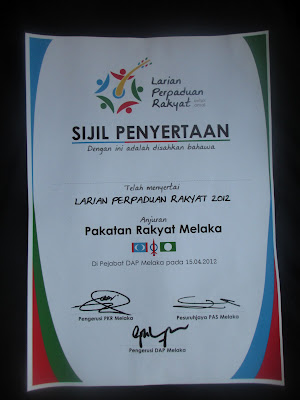 Larian
Perpaduan
Rakyat
SIJIL PENYERTAAN
Dengan ini adalah disahkan bahawa
Telah menyertai
LARIAN PERPADUAN RAKYAT 2012
Anjuran
Pakatan Rakyat Melaka
Di Pejabat DAP Melaka pada 15.04.2012
Pengerusi PKR Melaka
Pesuruhjaya PAS Melaka
Pengerusi DAP Melaka